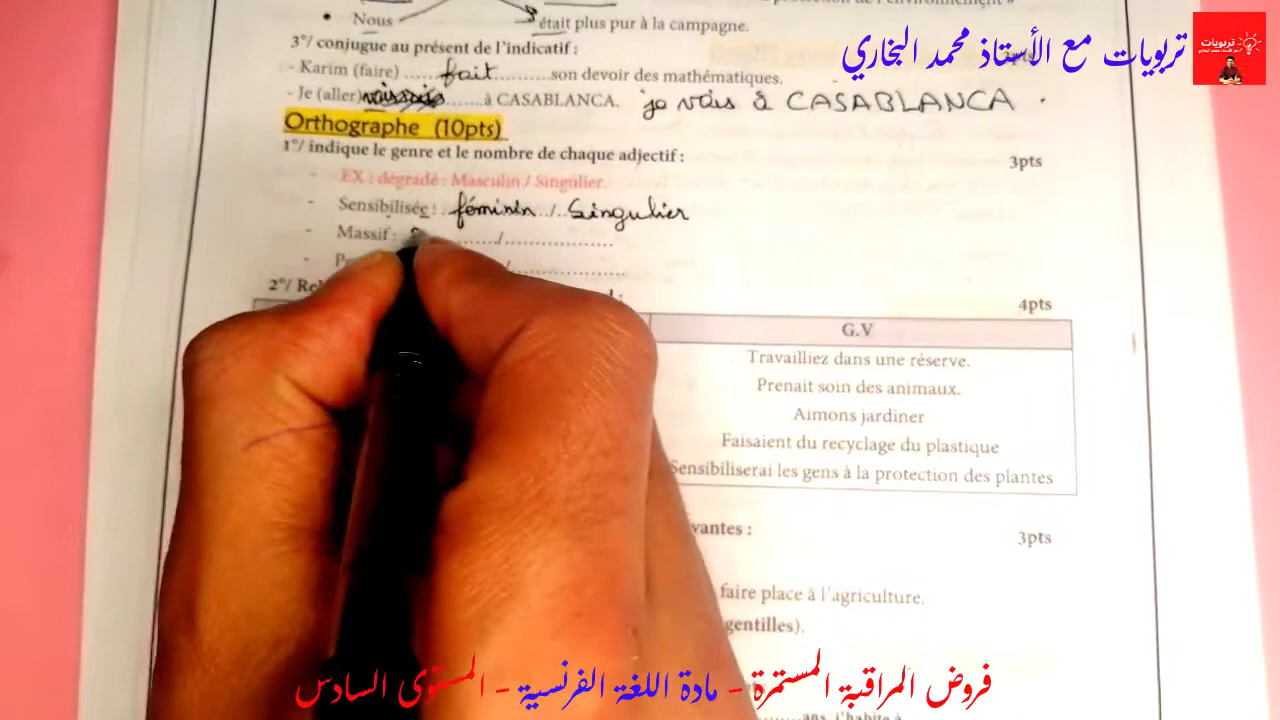 تربويات مع الأستاذ محمد البخاري
تربويات
• Nous était plus pur à la campagne.
3°/ conjugue au présent de l'indicatif :
- Karim (faire) ...... fait ..........son devoir des mathématiques.
- Je (aller) ........à CASABLANCA. je vais à CASABLANCA .
Orthographe (10pts)
1°/ indique le genre et le nombre de chaque adjectif : 3pts
- EX : dégradé : Masculin / Singulier.
- Sensibilisée : féminin /. Singulier
- Massif : ....../..................
2°/ 4pts
G.V
Travailliez dans une réserve.
Prenait soin des animaux.
Aimons jardiner
Faisaient du recyclage du plastique
Sensibiliserai les gens à la protection des plantes
vantes : 3pts
faire place à l'agriculture.
gentilles).
فروض المراقبة المستمرة - مادة اللغة الفرنسية - المستوى السادس
ans, j'habite à